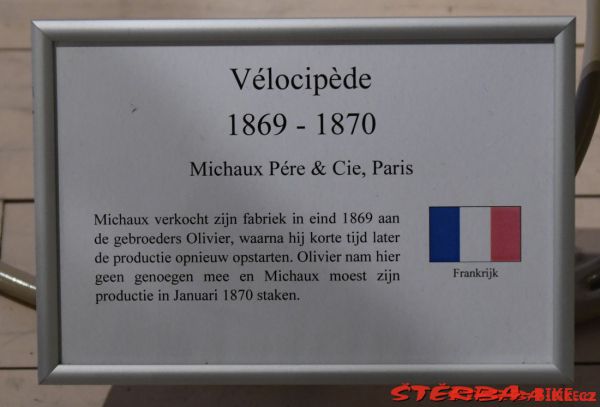 Vélocipède
1869 - 1870
Michaux Pére & Cie, Paris
Michaux verkocht zijn fabriek in eind 1869 aan
de gebroeders Olivier, waarna hij korte tijd later
de productie opnieuw opstarten. Olivier nam hier
geen genoegen mee en Michaux moest zijn
productie in Januari 1870 staken.
Frankrijk
ŠTĚRBA-BIKE.cz